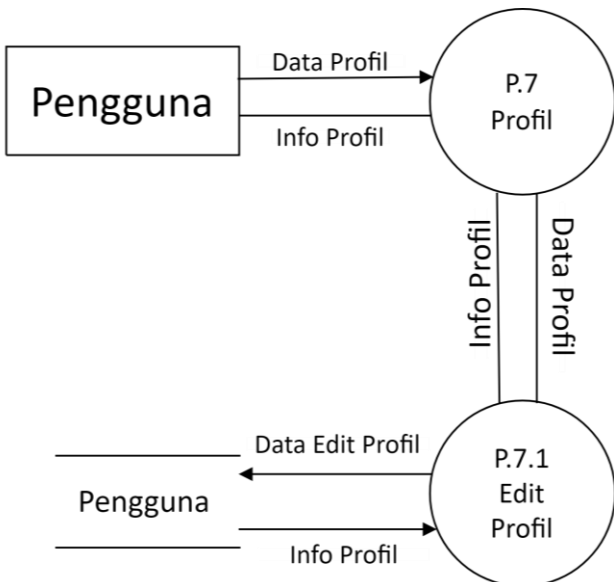 Pengguna
Data Profil
Info Profil
P.7
Profil
Info Profil
Data Profil
Data Edit Profil
Pengguna
Info Profil
P.7.1
Edit
Profil